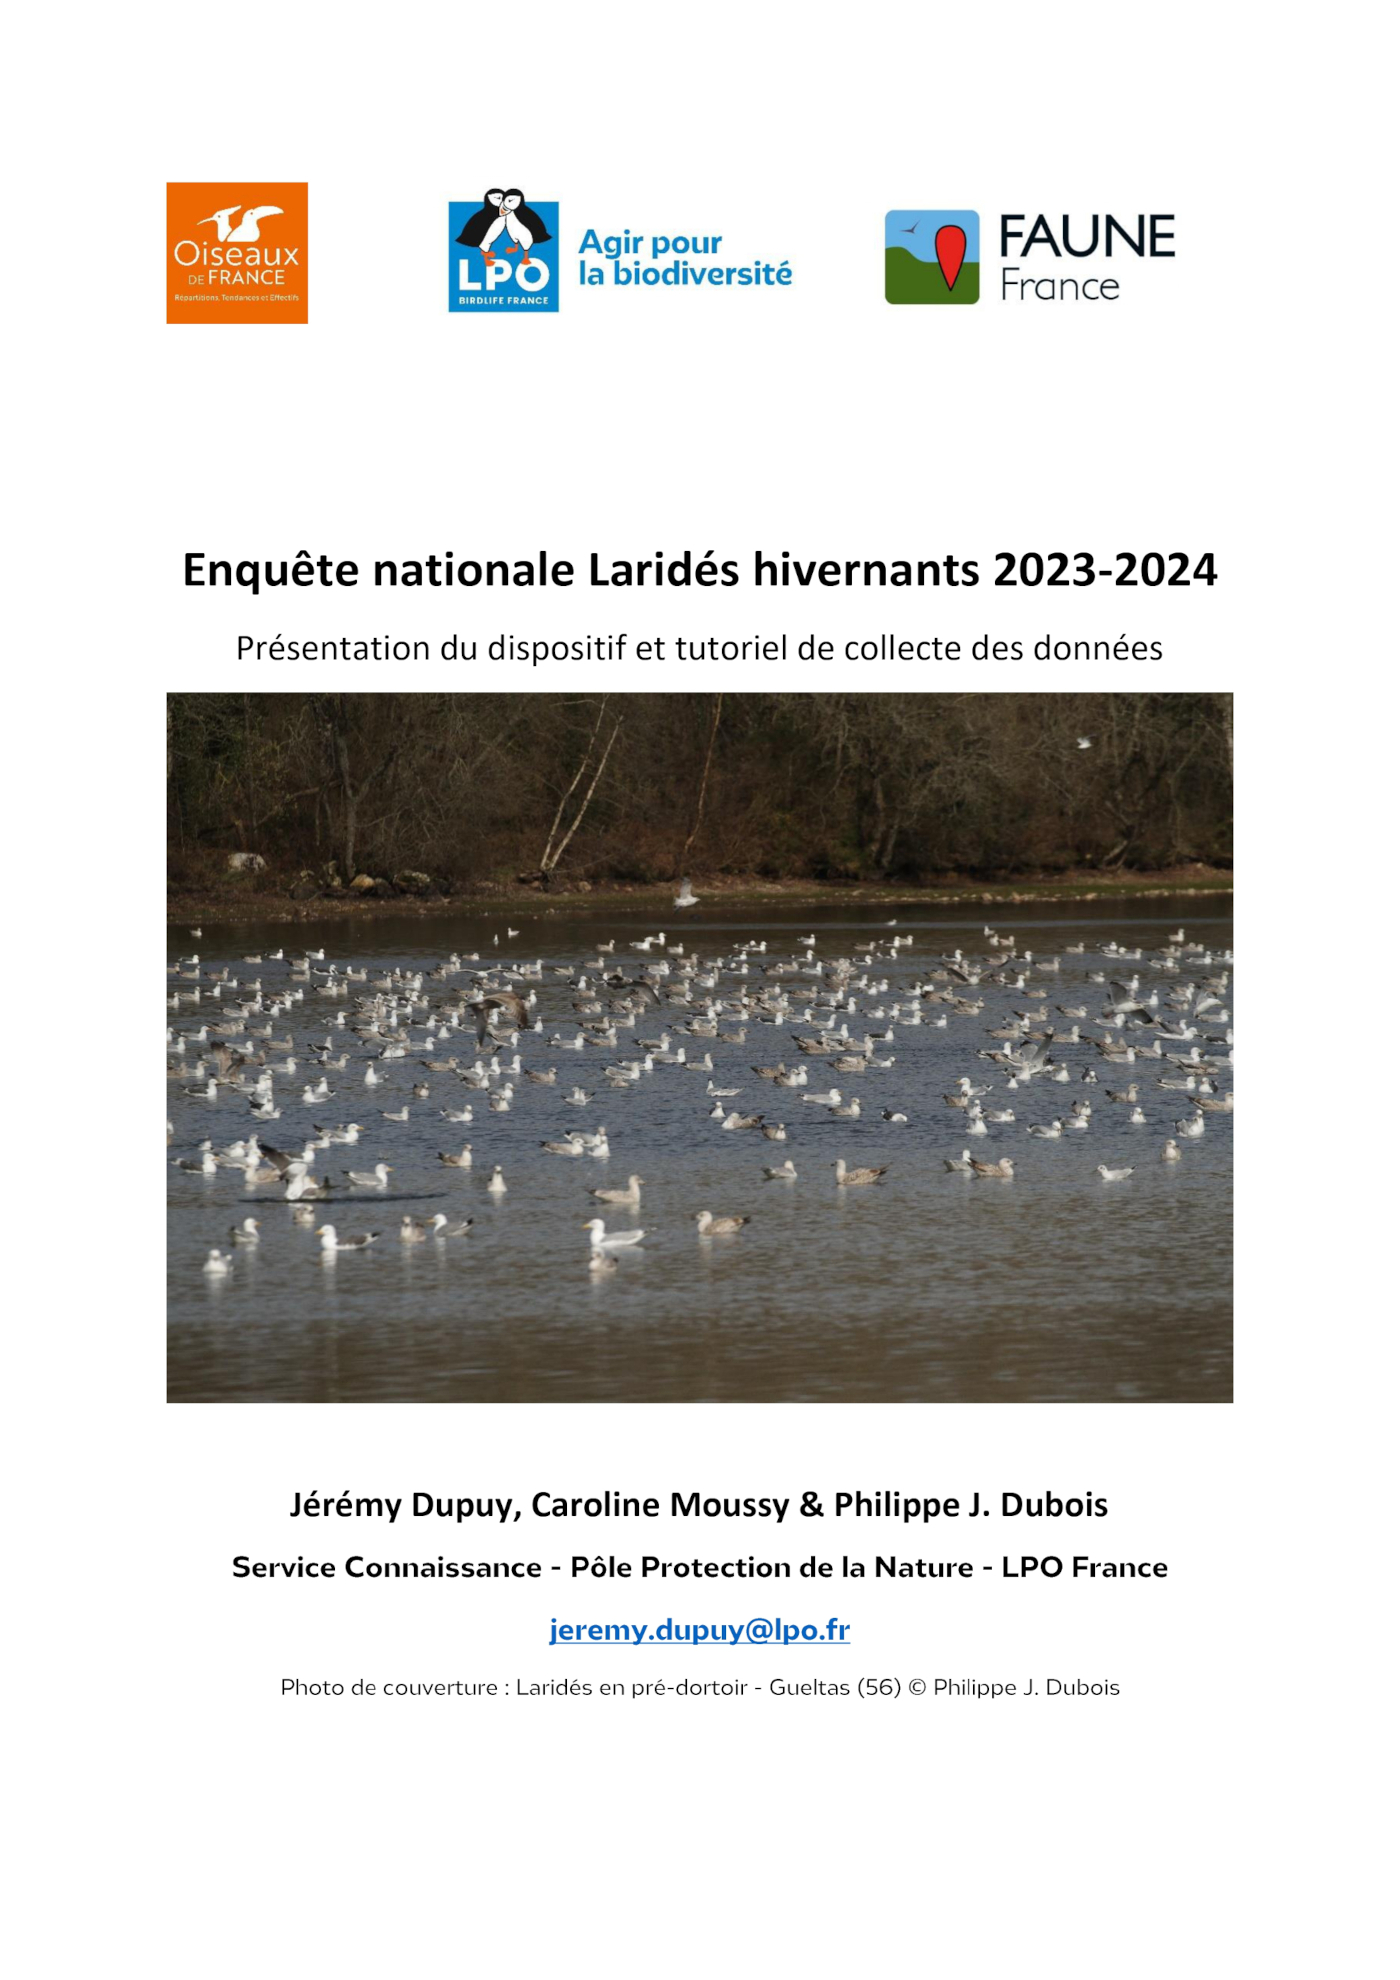 Oiseaux
DE FRANCE
Répartitions, Tendances et Effectifs
LPO
BIRDLIFE FRANCE
Agir pour
la biodiversité
FAUNE
France
Enquête nationale Laridés hivernants 2023-2024
Présentation du dispositif et tutoriel de collecte des données
Jérémy Dupuy, Caroline Moussy & Philippe J. Dubois
Service Connaissance - Pôle Protection de la Nature - LPO France
jeremy.dupuy@lpo.fr
Photo de couverture : Laridés en pré-dortoir - Gueltas (56) © Philippe J. Dubois